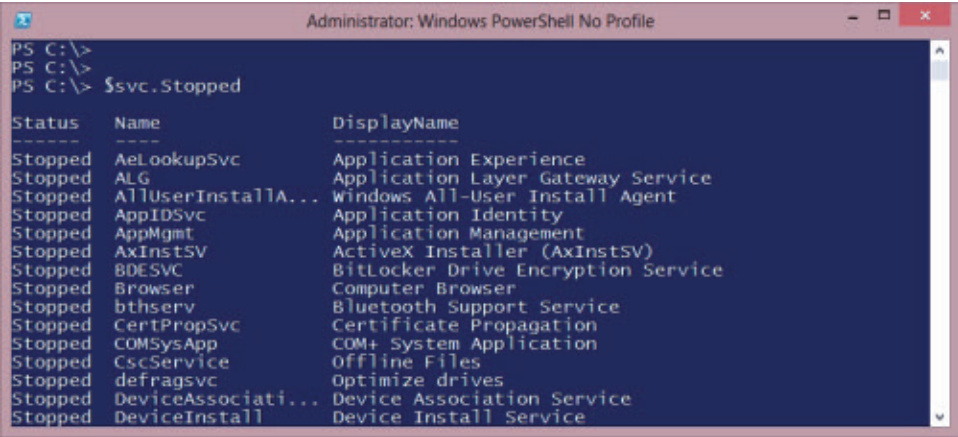 Administrator: Windows PowerShell No Profile
PS C:\>
PS C:\>
PS C:\> $svc.Stopped
Status Name DisplayName
------ ---- -----------
Stopped AeLookupSvc Application Experience
Stopped ALG Application Layer Gateway Service
Stopped AllUserInstallA... Windows All-User Install Agent
Stopped AppIDSvc Application Identity
Stopped AppMgmt Application Management
Stopped AxInstSV ActiveX Installer (AxInstSV)
Stopped BDESVC BitLocker Drive Encryption Service
Stopped Browser Computer Browser
Stopped bthserv Bluetooth Support Service
Stopped CertPropSvc Certificate Propagation
Stopped COMSysApp COM+ System Application
Stopped CscService Offline Files
Stopped defragsvc Optimize drives
Stopped DeviceAssociati... Device Association Service
Stopped DeviceInstall Device Install Service